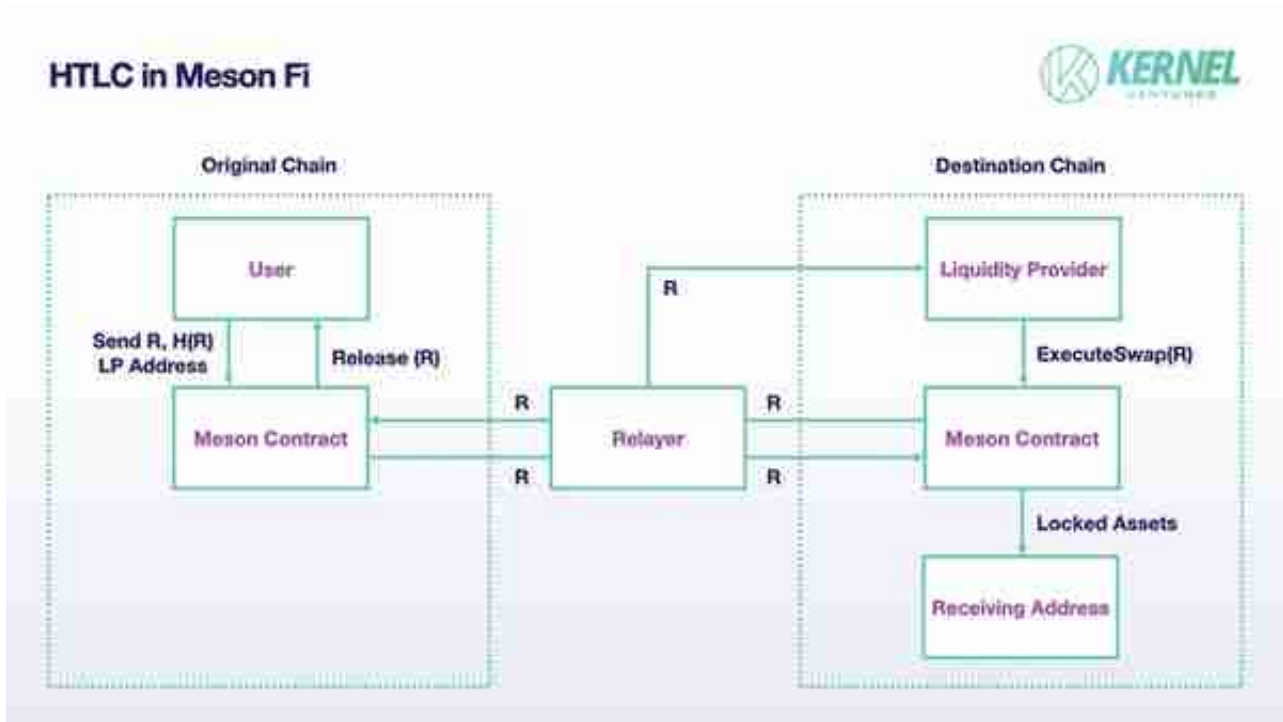 HTLC in Meson Fi
KERNEL
VENTURES
Original Chain
Destination Chain
User
Liquidity Provider
R
Send R, H(R)
LP Address
Release (R)
ExecuteSwap(R)
R
R
Meson Contract
Relayer
Meson Contract
R
R
Locked Assets
Receiving Address